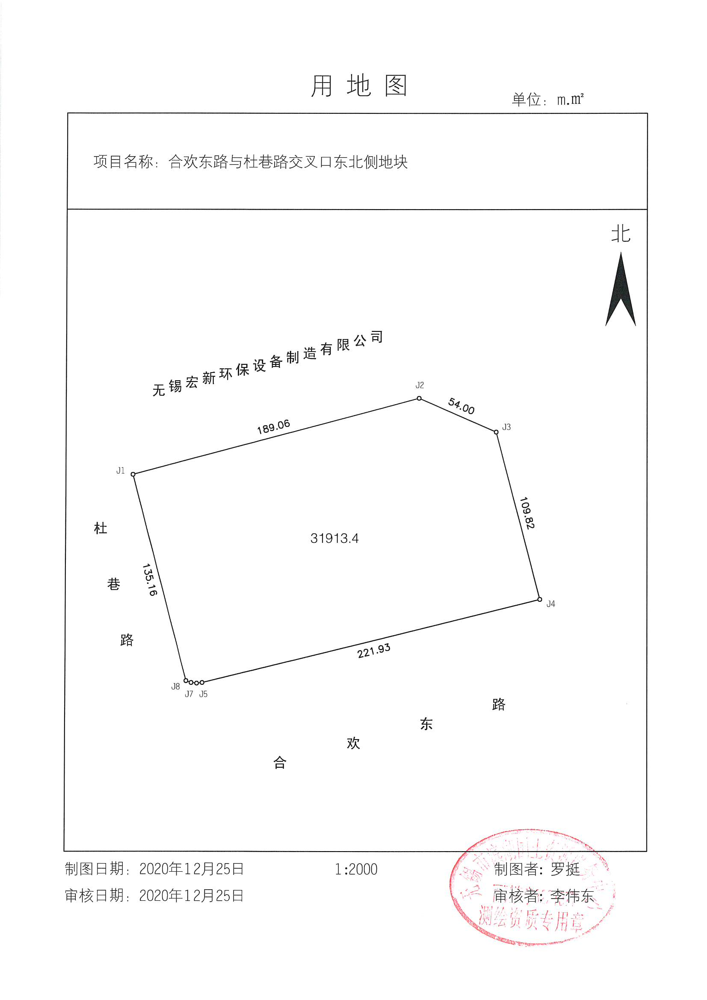 用地图
单位：m.m²
项目名称：合欢东路与杜巷路交叉口东北侧地块
北
无锡宏新环保设备制造有限公司
J2
54.00
J3
189.06
J1
109.82
杜巷路
31913.4
135.16
J4
221.93
J8
J7
J5
合欢东路
制图日期：2020年12月25日
1:2000
制图者：罗挺
审核日期：2020年12月25日
审核者：李伟东
测绘资质专用章